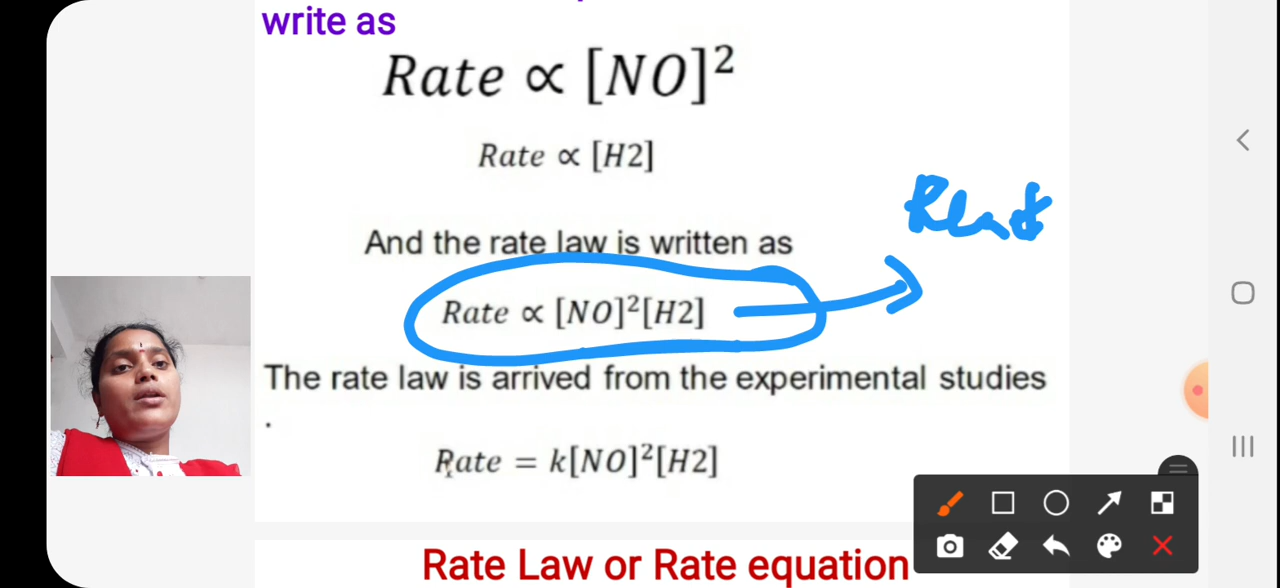 write as
Rate ∝ [NO]²
Rate ∝ [H2]
And the rate law is written as
Rate ∝ [NO]²[H2]
The rate law is arrived from the experimental studies
.
Rate = k[NO]²[H2]
Rate Law or Rate equation